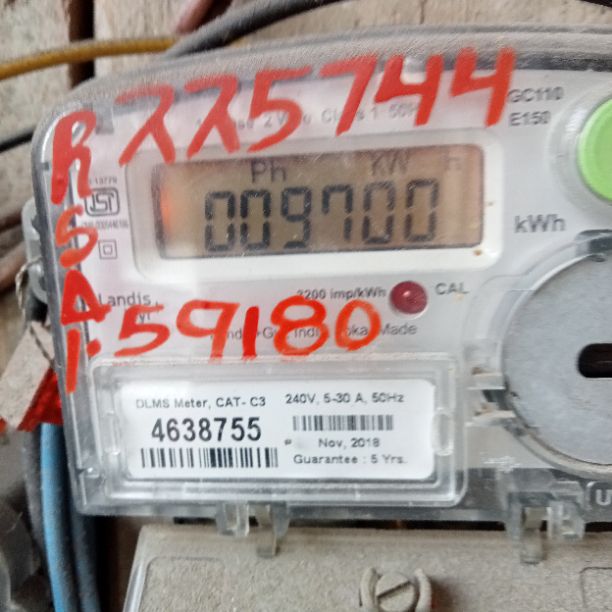 225744
GC110
E150
Ph KW h
009700
kWh
RSA1.59180
3200 imp/kWh CAL
Landis
Made
DLMS Meter, CAT- C3 240V, 5-30 A, 50Hz
4638755
Nov, 2018
Guarantee : 5 Yrs.